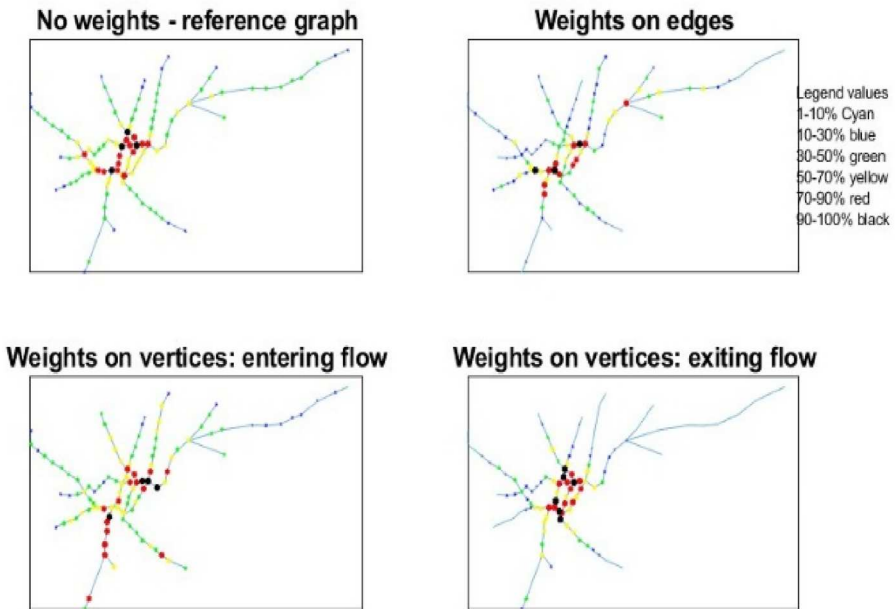 No weights - reference graph
Weights on edges
Legend values
1-10% Cyan
10-30% blue
30-50% green
50-70% yellow
70-90% red
90-100% black
Weights on vertices: entering flow
Weights on vertices: exiting flow